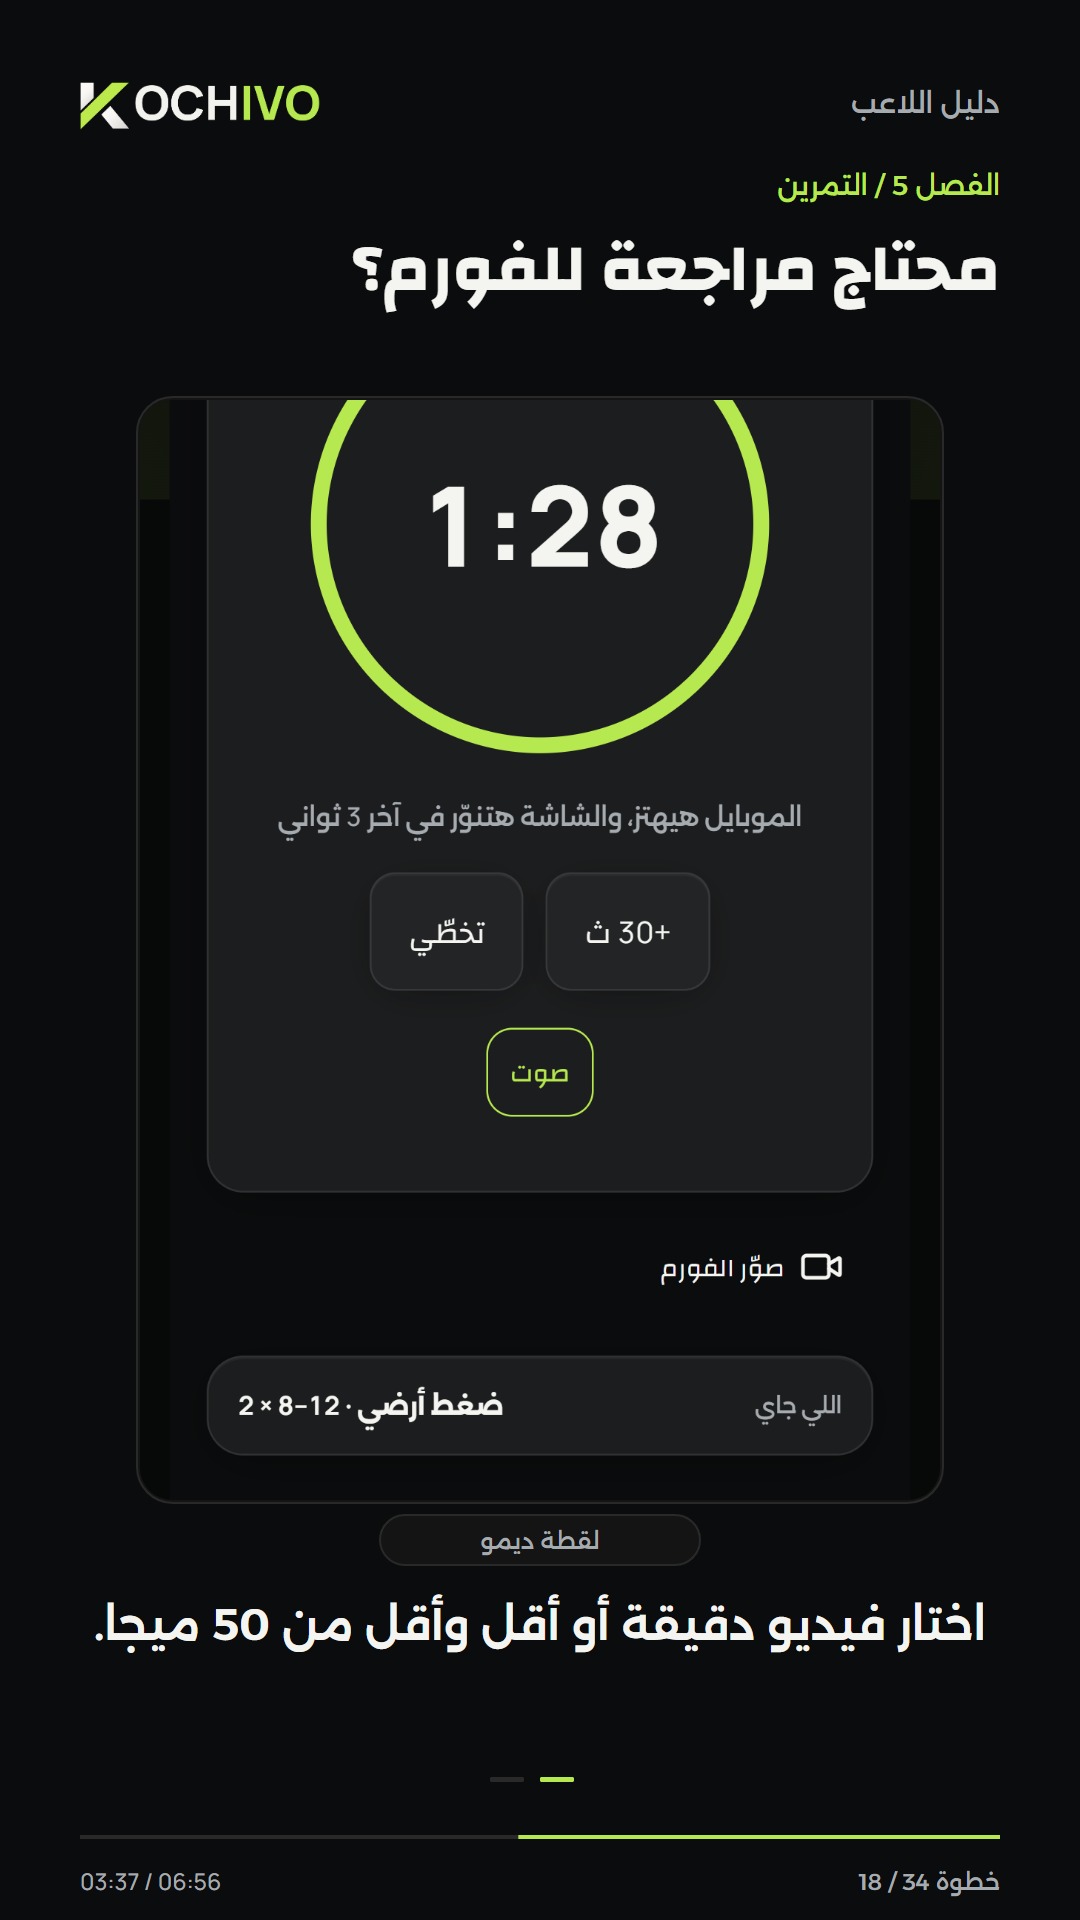 دليل اللاعب
KOCHIVO
الفصل 5 / التمرين
محتاج مراجعة للفورم؟
1:28
الموبايل هيهتز، والشاشة هتنوّر في آخر 3 ثواني
+30 ث
تخطّي
صوت
صوّر الفورم
اللي جاي
ضغط أرضي · 12–8 × 2
لقطة ديمو
اختار فيديو دقيقة أو أقل وأقل من 50 ميجا.
خطوة 34 / 18
03:37 / 06:56